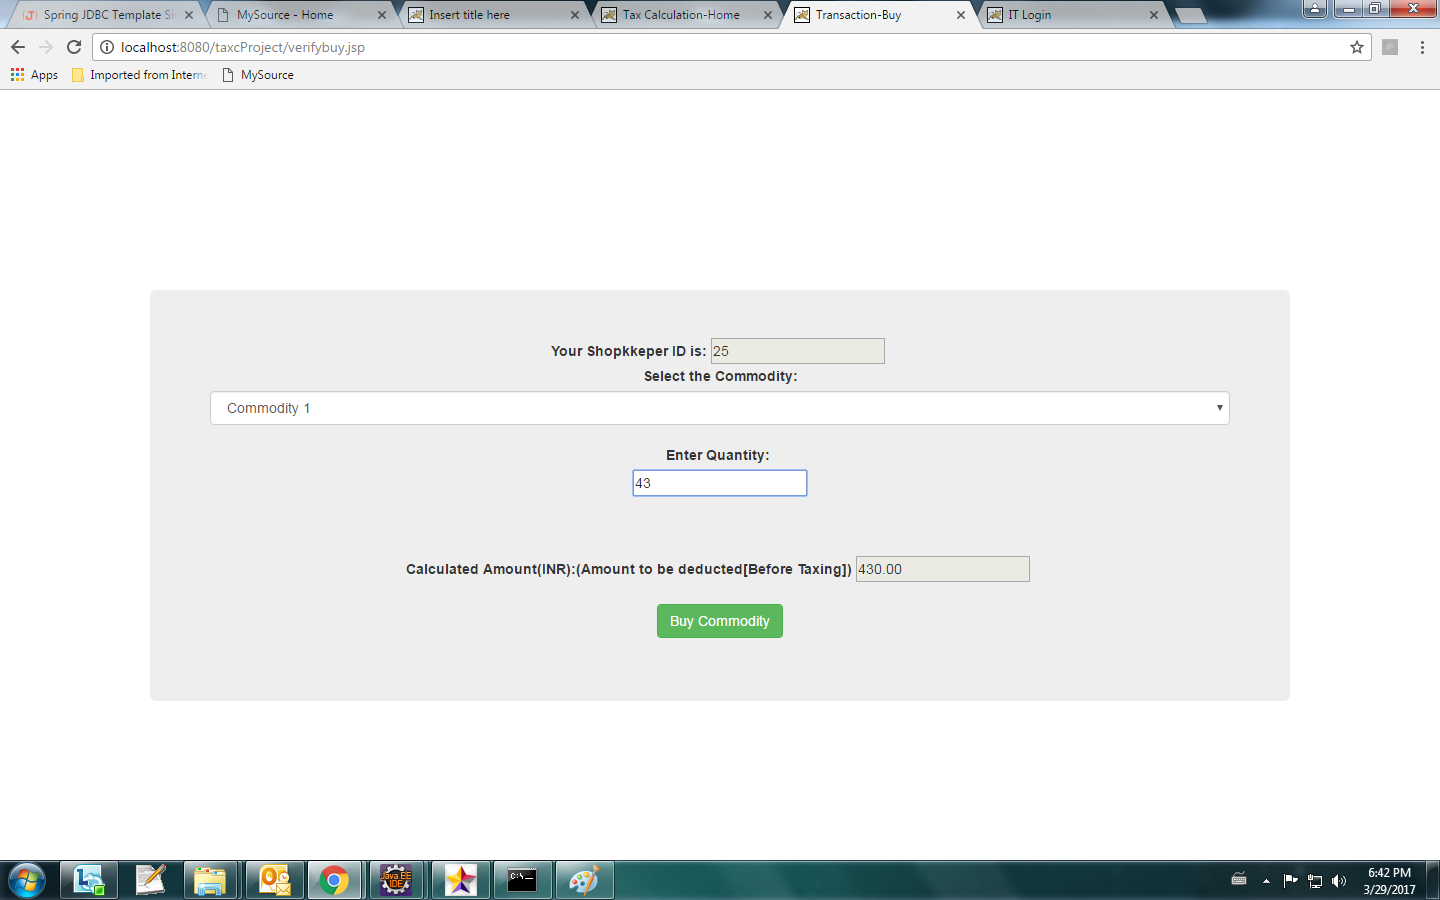 Spring JDBC Template Si
MySource - Home
Insert title here
Tax Calculation-Home
Transaction-Buy
IT Login
localhost:8080/taxcProject/verifybuy.jsp
Apps
Imported from Interne
MySource
Your Shopkkeper ID is: 25
Select the Commodity:
Commodity 1
Enter Quantity:
43
Calculated Amount(INR):(Amount to be deducted[Before Taxing]) 430.00
Buy Commodity
Java EE
IDE
C:\.
6:42 PM
3/29/2017